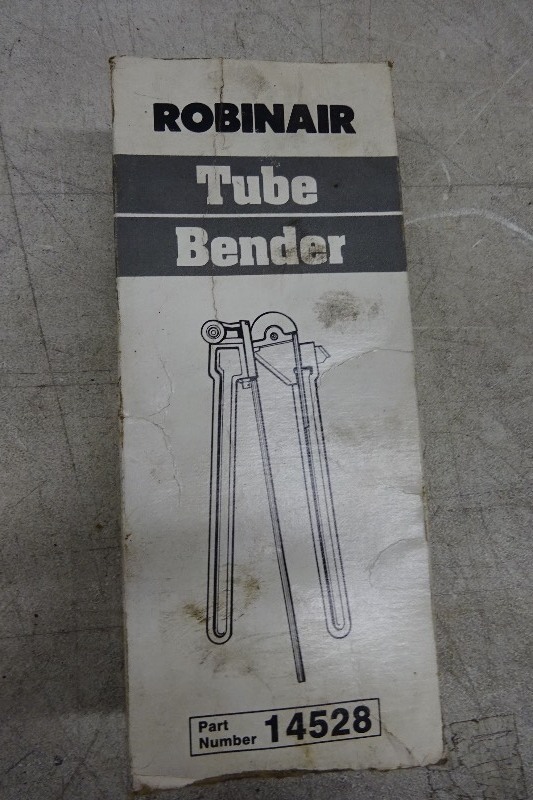 ROBINAIR
Tube
Bender
Part
Number 14528